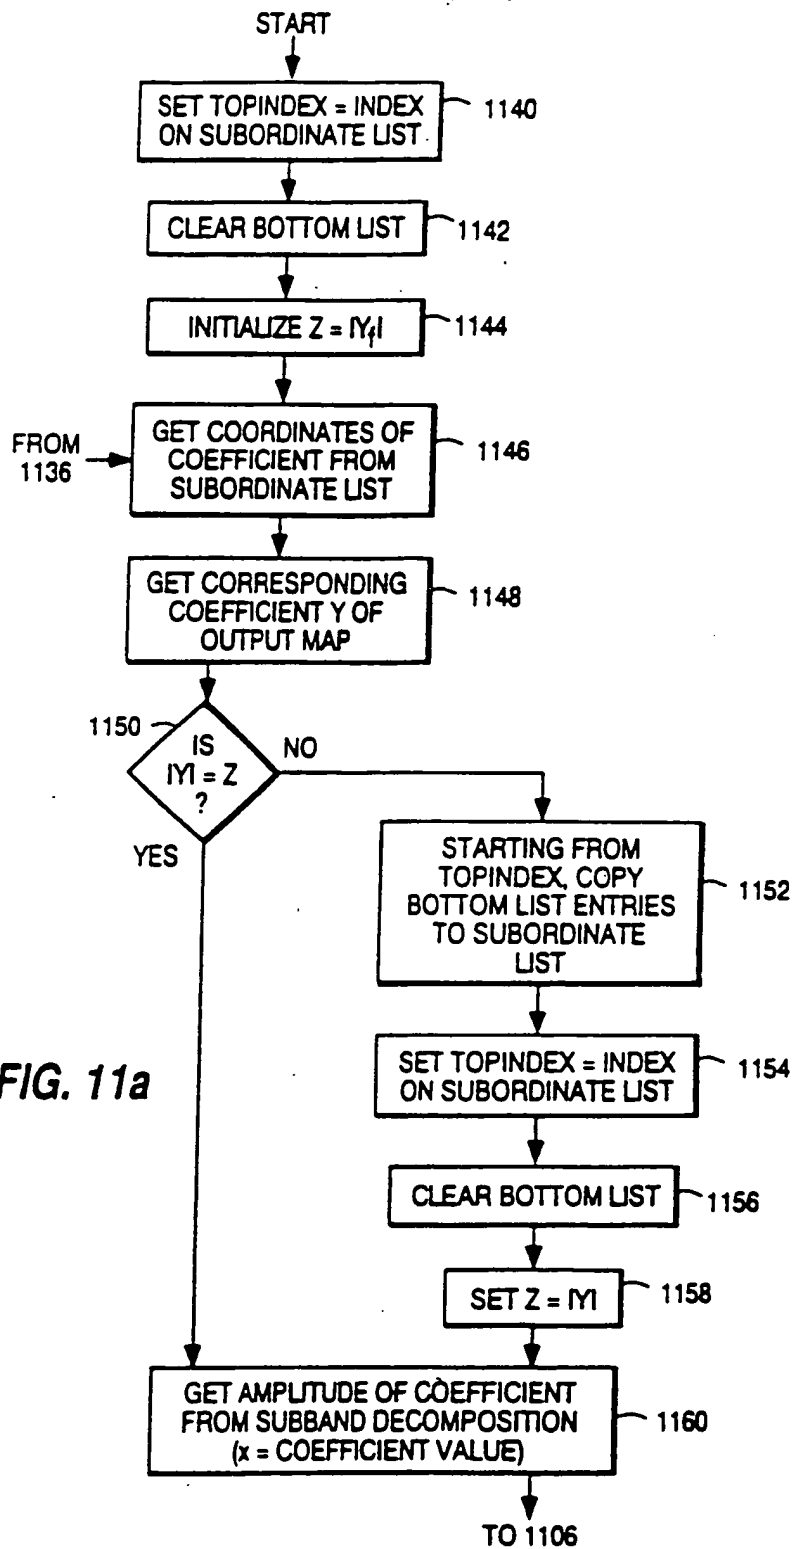 START
SET TOPINDEX = INDEX
ON SUBORDINATE LIST
1140
CLEAR BOTTOM LIST
1142
INITIALIZE Z = |Yf|
1144
FROM
1136
GET COORDINATES OF
COEFFICIENT FROM
SUBORDINATE LIST
1146
GET CORRESPONDING
COEFFICIENT Y OF
OUTPUT MAP
1148
1150
IS
|Y| = Z
?
NO
YES
STARTING FROM
TOPINDEX, COPY
BOTTOM LIST ENTRIES
TO SUBORDINATE
LIST
1152
FIG. 11a
SET TOPINDEX = INDEX
ON SUBORDINATE LIST
1154
CLEAR BOTTOM LIST
1156
SET Z = |Y|
1158
GET AMPLITUDE OF COEFFICIENT
FROM SUBBAND DECOMPOSITION
(x = COEFFICIENT VALUE)
1160
TO 1106